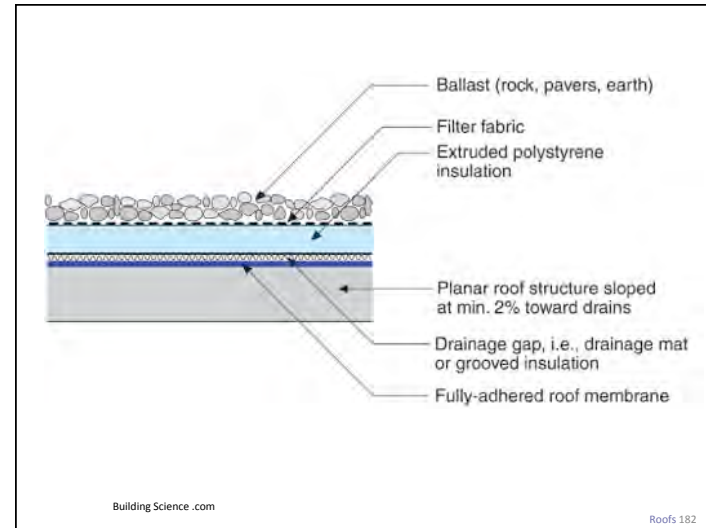 Ballast (rock, pavers, earth)
Filter fabric
Extruded polystyrene
insulation
Planar roof structure sloped
at min. 2% toward drains
Drainage gap, i.e., drainage mat
or grooved insulation
Fully-adhered roof membrane
Building Science .com
Roofs 182